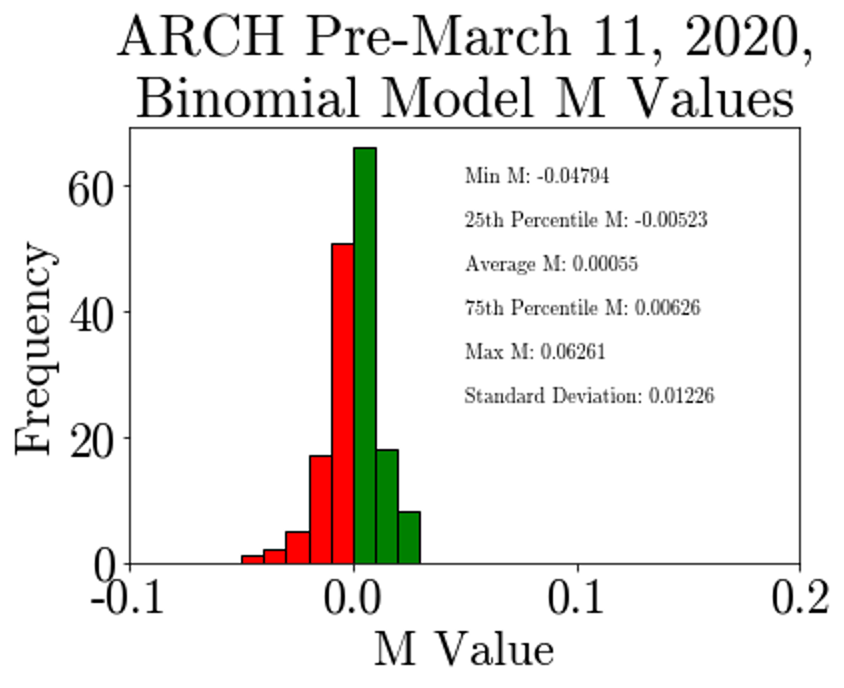 ARCH Pre-March 11, 2020,
Binomial Model M Values
Min M: -0.04794
25th Percentile M: -0.00523
Average M: 0.00055
75th Percentile M: 0.00626
Max M: 0.06261
Standard Deviation: 0.01226
Frequency
60
40
20
0
-0.1 0.0 0.1 0.2
M Value